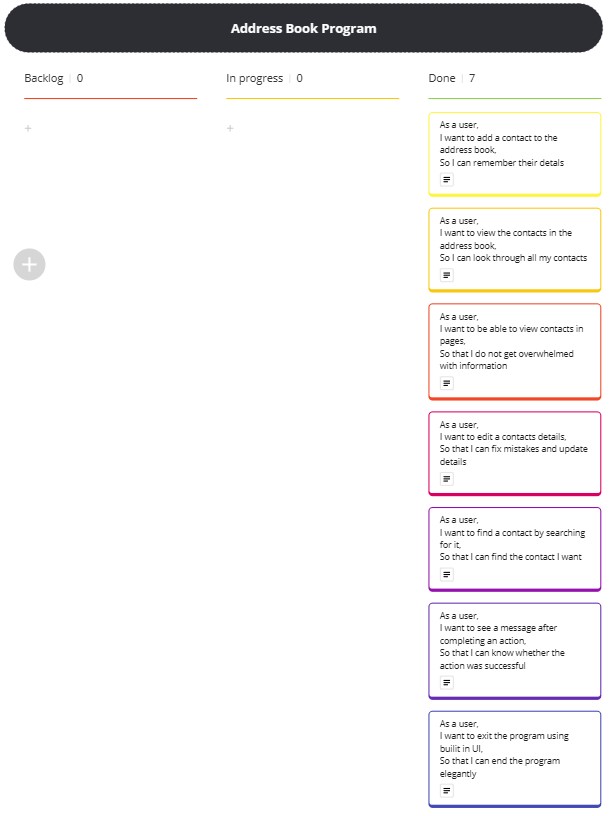 Address Book Program
Backlog 0
In progress 0
Done 7
+
+
+
As a user,
I want to add a contact to the
address book,
So I can remember their detals
As a user,
I want to view the contacts in the
address book,
So I can look through all my contacts
As a user,
I want to be able to view contacts in
pages,
So that I do not get overwhelmed
with information
As a user,
I want to edit a contacts details,
So that I can fix mistakes and update
details
As a user,
I want to find a contact by searching
for it,
So that I can find the contact I want
As a user,
I want to see a message after
completing an action,
So that I can know whether the
action was successful
As a user,
I want to exit the program using
builit in UI,
So that I can end the program
elegantly